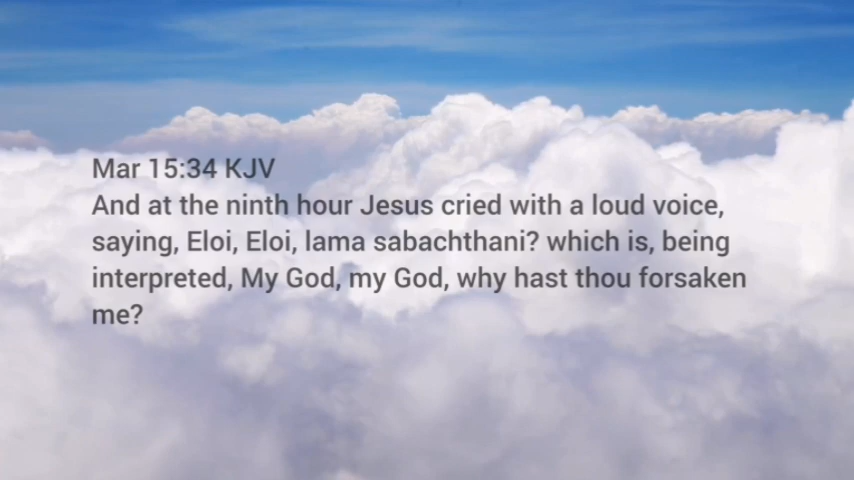 Mar 15:34 KJV
And at the ninth hour Jesus cried with a loud voice,
saying, Eloi, Eloi, lama sabachthani? which is, being
interpreted, My God, my God, why hast thou forsaken
me?